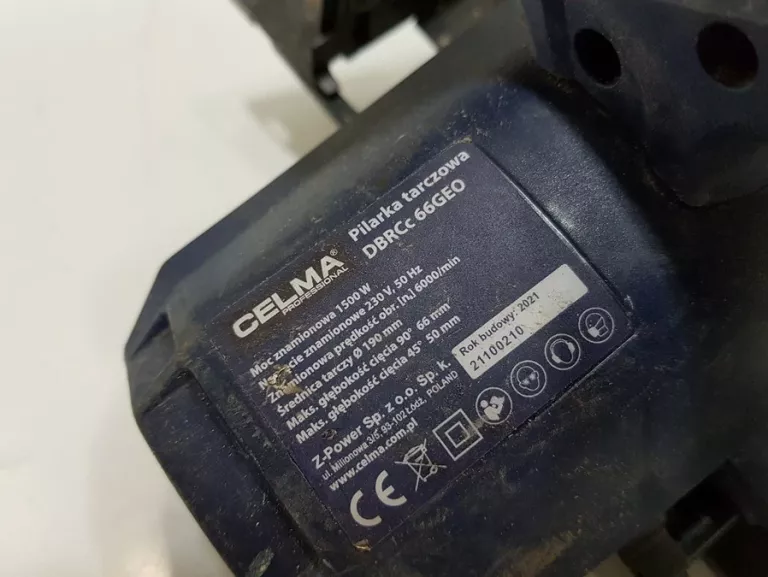 CELMA®
PROFESSIONAL
Pilarka tarczowa
DBRCc 66GEO
Moc znamionowa 1500 W
Napięcie znamionowe 230 V, 50 Hz
Znamionowa prędkość obr. [n₀] 6000/min
Średnica tarczy Ø 190 mm
Maks. głębokość cięcia 90° 66 mm
Maks. głębokość cięcia 45° 50 mm
Z-Power Sp. z o.o. Sp. k.
ul. Milionowa 3/5, 93-102 Łódź, POLAND
www.celma.com.pl
Rok budowy: 2021
21100210
CE